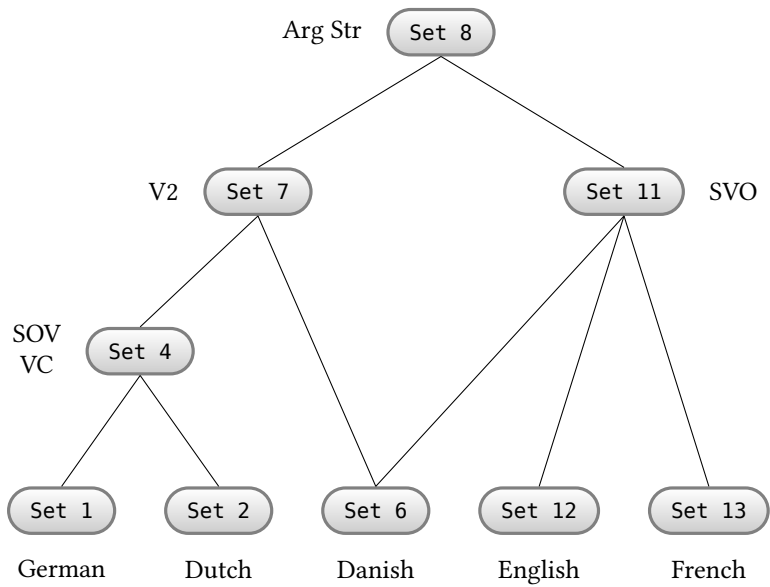 Arg Str Set 8
V2 Set 7 Set 11 SVO
SOV
VC
Set 4
Set 1 Set 2 Set 6 Set 12 Set 13
German Dutch Danish English French